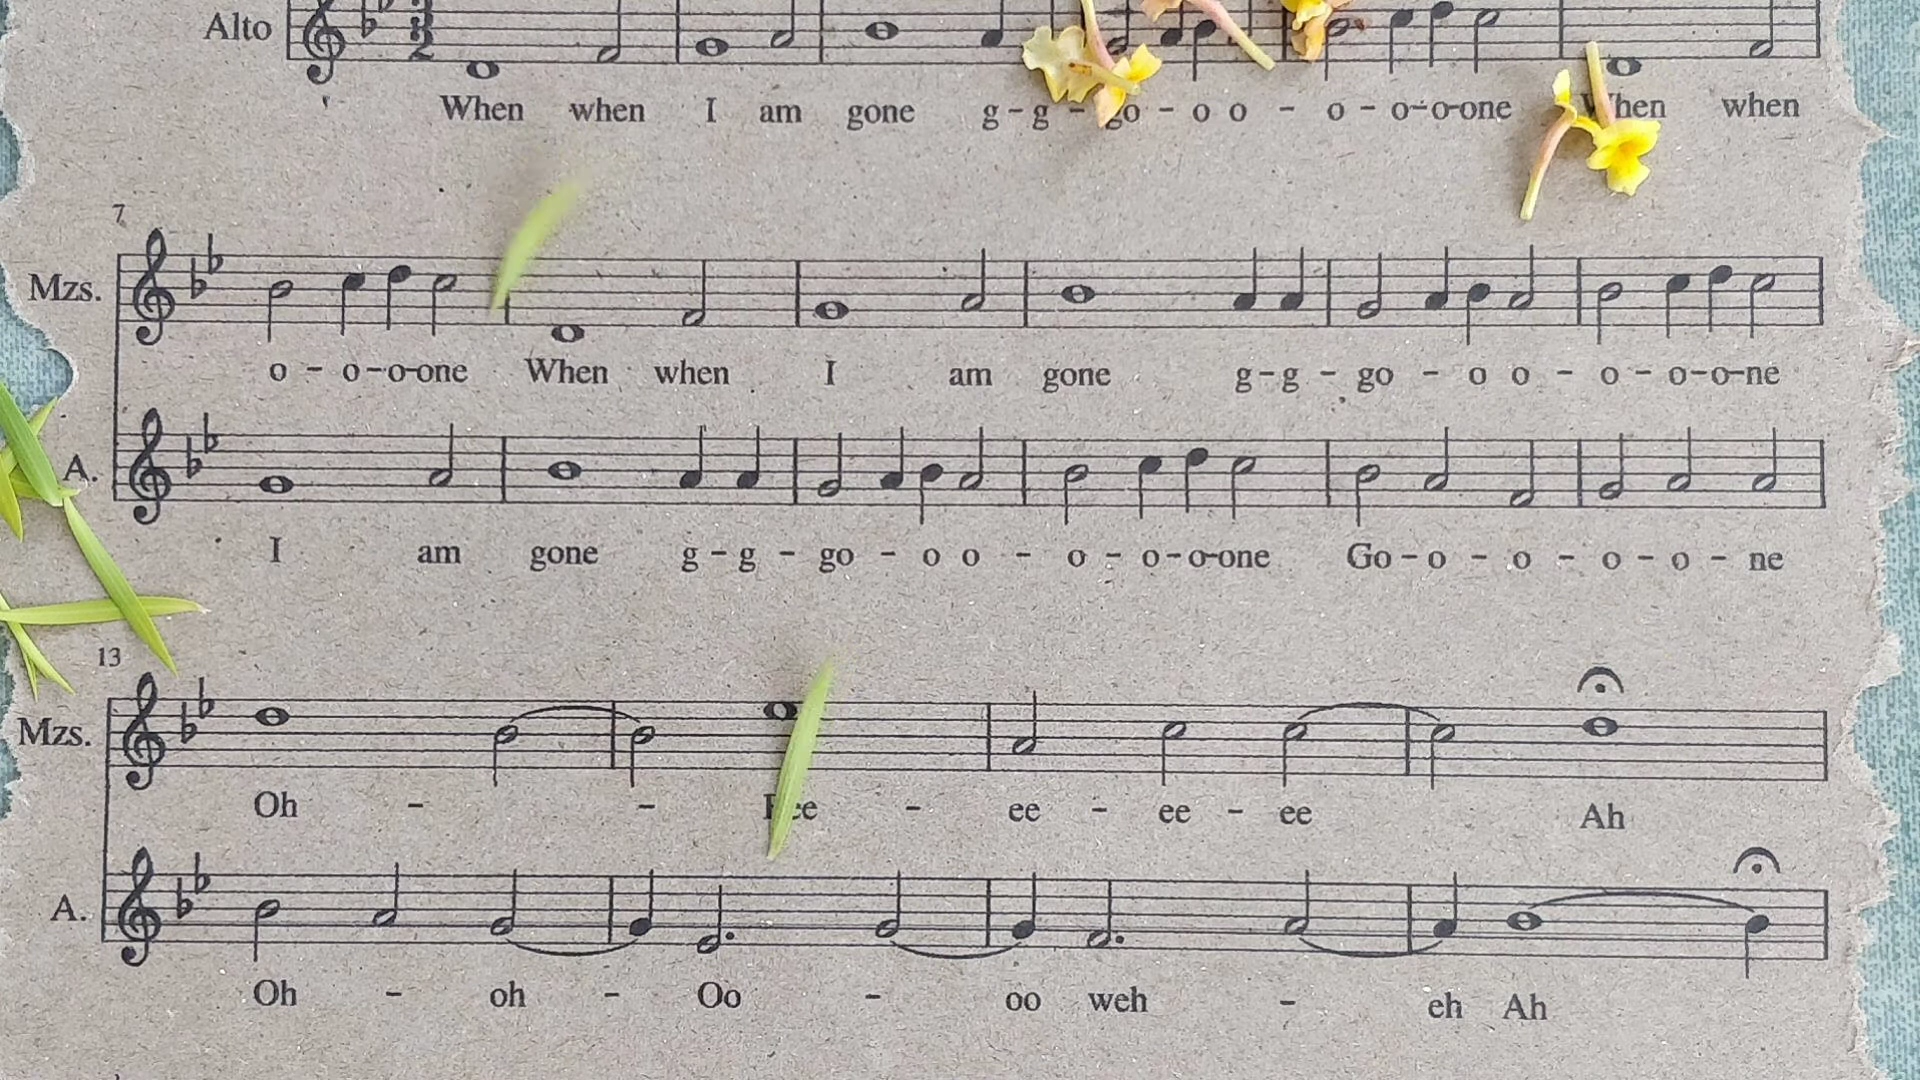 Alto
When when I am gone g - g - go - o o - o - o-o-one When when
7
Mzs.
o - o-o-one When when I am gone g-g - go - o o - o - o-o-ne
A.
I am gone g-g - go - o o - o - o-o-one Go-o - o - o - o - ne
13
Mzs.
Oh - - - ee - ee - ee Ah
A.
Oh - oh - Oo - oo weh - eh Ah